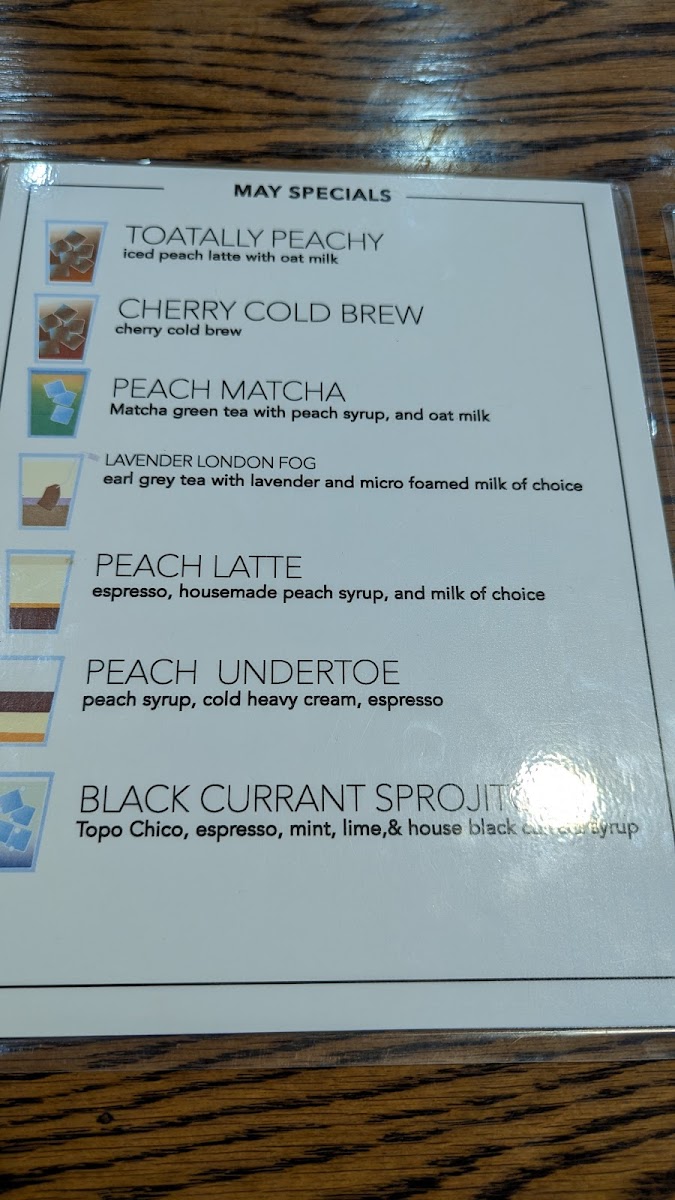 MAY SPECIALS
TOATALLY PEACHY
iced peach latte with oat milk
CHERRY COLD BREW
cherry cold brew
PEACH MATCHA
Matcha green tea with peach syrup, and oat milk
LAVENDER LONDON FOG
earl grey tea with lavender and micro foamed milk of choice
PEACH LATTE
espresso, housemade peach syrup, and milk of choice
PEACH UNDERTOE
peach syrup, cold heavy cream, espresso
BLACK CURRANT
Topo Chico, espresso, mint, lime,& house black syrup